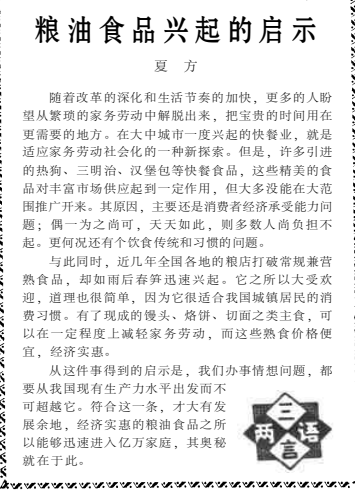 粮油食品兴起的启示
夏　方
随着改革的深化和生活节奏的加快，更多的人盼
望从繁琐的家务劳动中解脱出来，把宝贵的时间用在
更需要的地方。在大中城市一度兴起的快餐业，就是
适应家务劳动社会化的一种新探索。但是，许多引进
的热狗、三明治、汉堡包等快餐食品，这些精美的食
品对丰富市场供应起到一定作用，但大多没能在大范
围推广开来。其原因，主要还是消费者经济承受能力问
题；偶一为之尚可，天天如此，则多数人尚负担不
起。更何况还有个饮食传统和习惯的问题。
与此同时，近几年全国各地的粮店打破常规兼营
熟食品，却如雨后春笋迅速兴起。它之所以大受欢
迎，道理也很简单，因为它很适合我国城镇居民的消
费习惯。有了现成的馒头、烙饼、切面之类主食，可
以在一定程度上减轻家务劳动，而这些熟食价格便
宜，经济实惠。
从这件事得到的启示是，我们办事情想问题，都
要从我国现有生产力水平出发而不
可超越它。符合这一条，才大有发
展余地，经济实惠的粮油食品之所
以能够迅速进入亿万家庭，其奥秘
就在于此。
三言两语